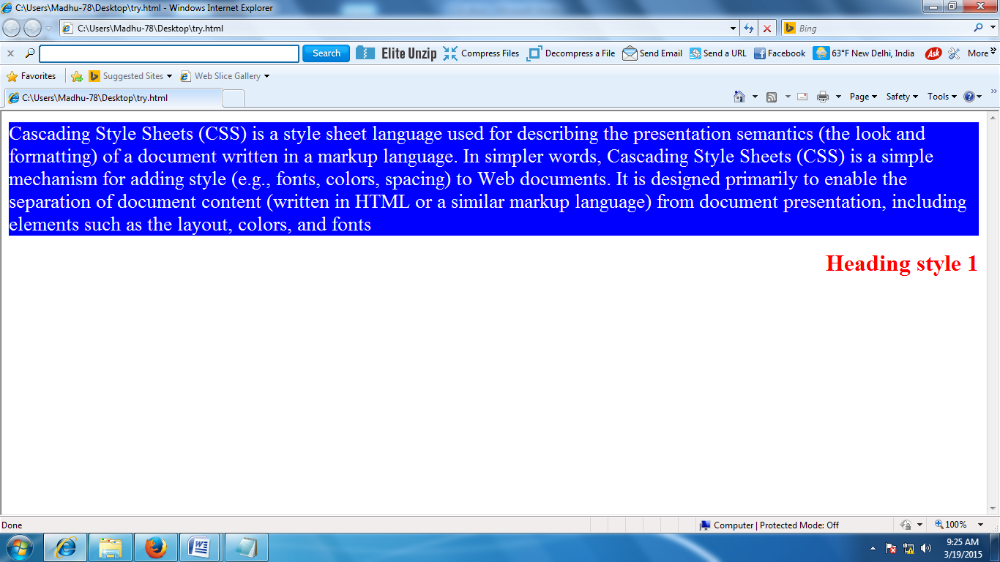 C:\Users\Madhu-78\Desktop\try.html - Windows Internet Explorer
C:\Users\Madhu-78\Desktop\try.html Bing
Search Elite Unzip Compress Files Decompress a File Send Email Send a URL Facebook 63°F New Delhi, India Ask More
Favorites Suggested Sites Web Slice Gallery
C:\Users\Madhu-78\Desktop\try.html Page Safety Tools
Cascading Style Sheets (CSS) is a style sheet language used for describing the presentation semantics (the look and
formatting) of a document written in a markup language. In simpler words, Cascading Style Sheets (CSS) is a simple
mechanism for adding style (e.g., fonts, colors, spacing) to Web documents. It is designed primarily to enable the
separation of document content (written in HTML or a similar markup language) from document presentation, including
elements such as the layout, colors, and fonts
Heading style 1
Done Computer | Protected Mode: Off 100%
9:25 AM
3/19/2015